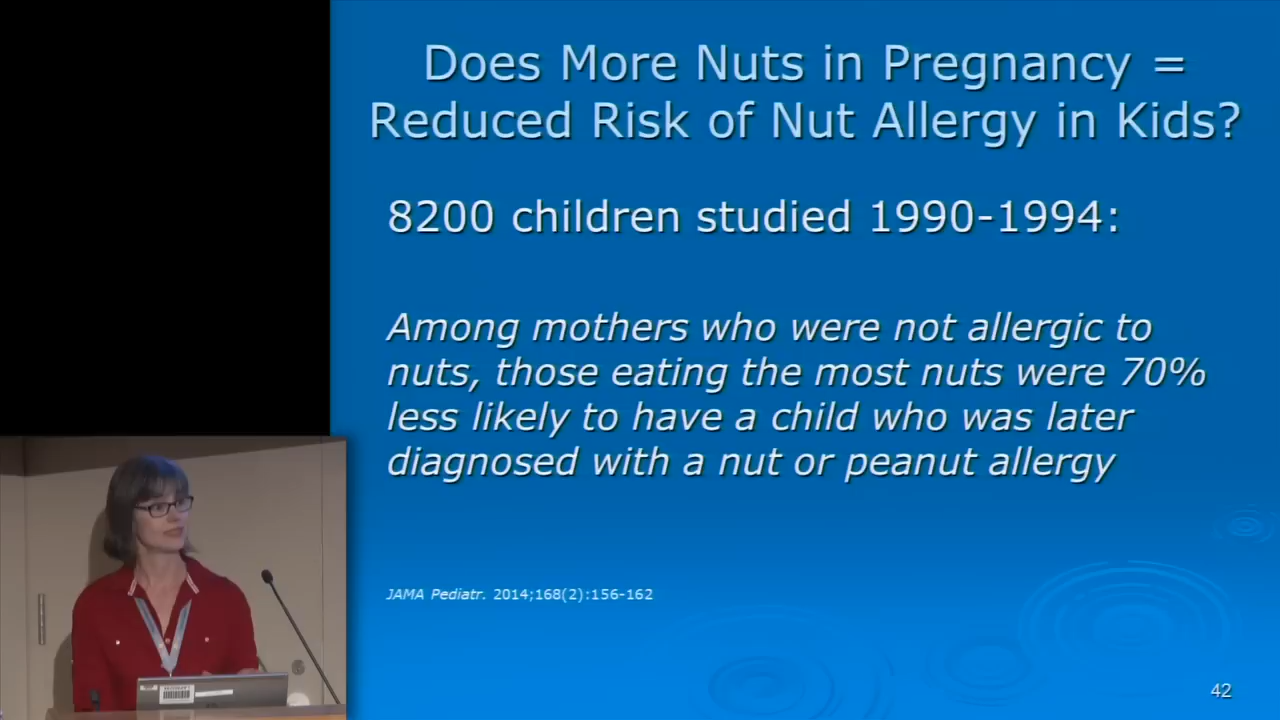 Does More Nuts in Pregnancy =
Reduced Risk of Nut Allergy in Kids?
8200 children studied 1990-1994:
Among mothers who were not allergic to
nuts, those eating the most nuts were 70%
less likely to have a child who was later
diagnosed with a nut or peanut allergy
JAMA Pediatr. 2014;168(2):156-162
42